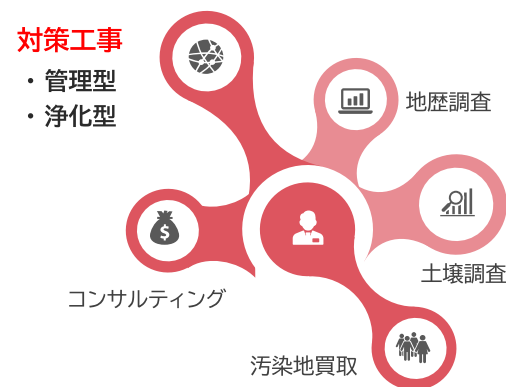 対策工事
・管理型
・浄化型
地歴調査
土壌調査
コンサルティング
汚染地買取
$